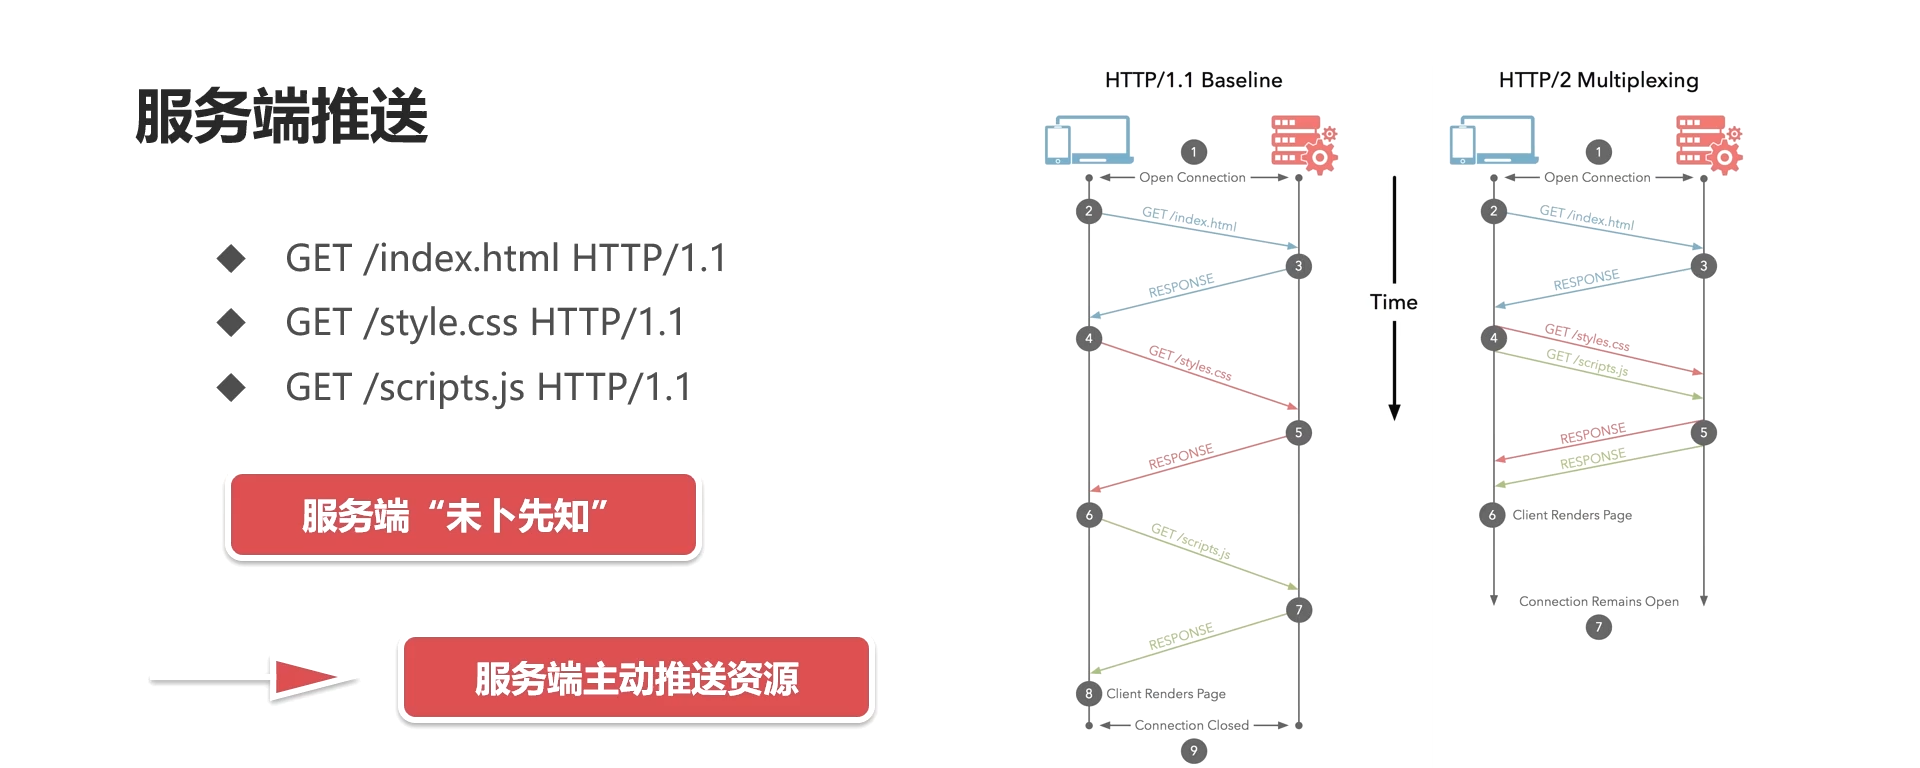 服务端推送
GET /index.html HTTP/1.1
GET /style.css HTTP/1.1
GET /scripts.js HTTP/1.1
服务端“未卜先知”
服务端主动推送资源
HTTP/1.1 Baseline
1
Open Connection
2
GET /index.html
3
RESPONSE
4
GET /styles.css
5
RESPONSE
6
GET /scripts.js
7
RESPONSE
8 Client Renders Page
Connection Closed
9
Time
HTTP/2 Multiplexing
1
Open Connection
2
GET /index.html
3
RESPONSE
4
GET /styles.css
GET /scripts.js
5
RESPONSE
RESPONSE
6 Client Renders Page
Connection Remains Open
7